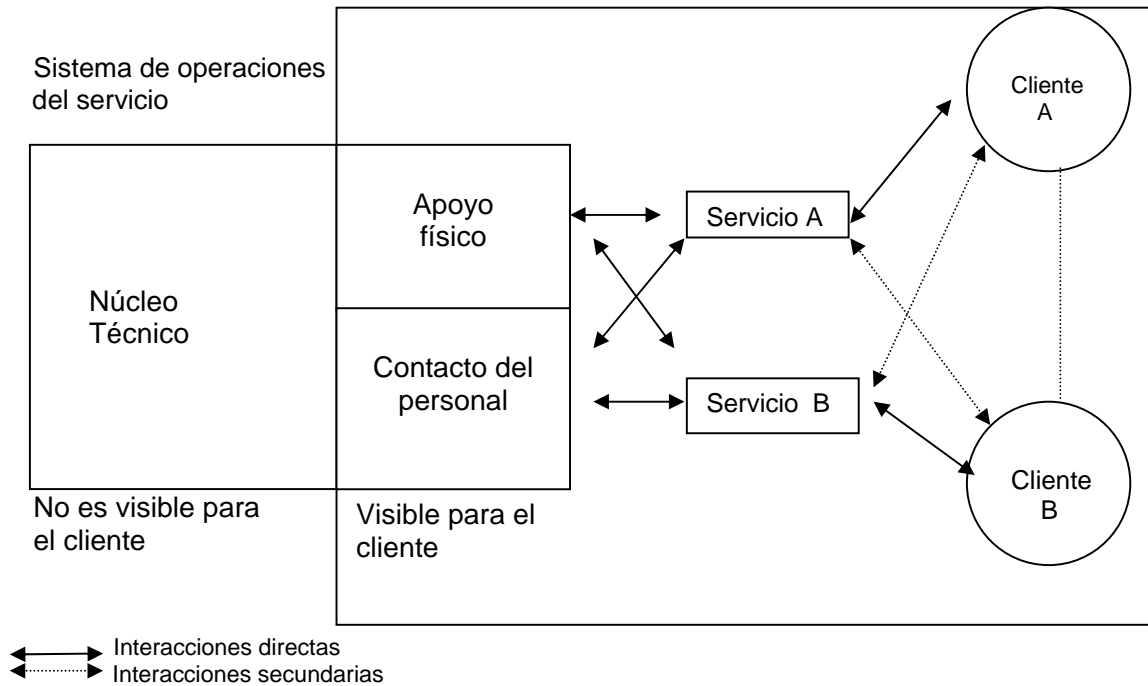 Sistema de operaciones
del servicio
Cliente
A
Apoyo
físico
Servicio A
Núcleo
Técnico
Contacto del
personal
Servicio B
Cliente
B
No es visible para
el cliente
Visible para el
cliente
Interacciones directas
Interacciones secundarias